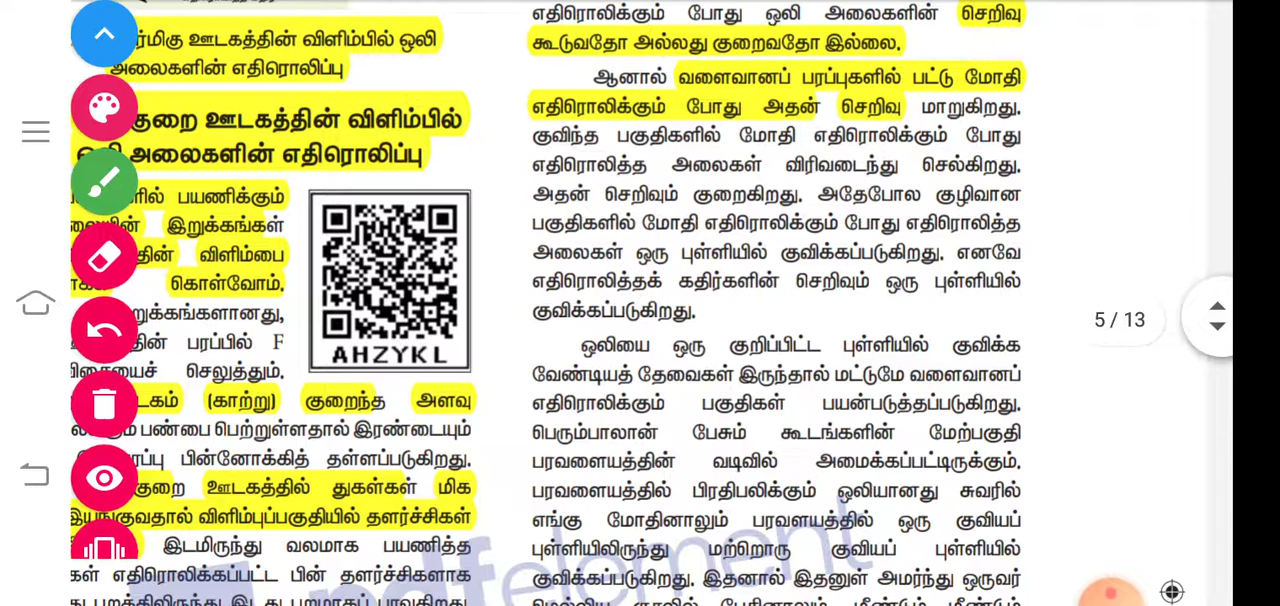 ஊடகத்தின் விளிம்பில் ஒலி
அலைகளின் எதிரொலிப்பு
குறை ஊடகத்தின் விளிம்பில்
ஒலி அலைகளின் எதிரொலிப்பு
பயணிக்கும்
இறுக்கங்கள்
விளிம்பை
கொள்வோம்.
பரப்பில் F
செலுத்தும்.
(காற்று) குறைந்த அளவு
பண்பை பெற்றுள்ளதால் இரண்டையும்
பின்னோக்கித் தள்ளப்படுகிறது.
குறை ஊடகத்தில் துகள்கள் மிக
இயங்குவதால் விளிம்புப்பகுதியில் தளர்ச்சிகள்
இடமிருந்து வலமாக பயணித்த
எதிரொலிக்கப்பட்ட பின் தளர்ச்சிகளாக
AHZYKL
எதிரொலிக்கும் போது ஒலி அலைகளின் செறிவு
கூடுவதோ அல்லது குறைவதோ இல்லை.
ஆனால் வளைவானப் பரப்புகளில் பட்டு மோதி
எதிரொலிக்கும் போது அதன் செறிவு மாறுகிறது.
குவிந்த பகுதிகளில் மோதி எதிரொலிக்கும் போது
எதிரொலித்த அலைகள் விரிவடைந்து செல்கிறது.
அதன் செறிவும் குறைகிறது. அதேபோல குழிவான
பகுதிகளில் மோதி எதிரொலிக்கும் போது எதிரொலித்த
அலைகள் ஒரு புள்ளியில் குவிக்கப்படுகிறது. எனவே
எதிரொலித்தக் கதிர்களின் செறிவும் ஒரு புள்ளியில்
குவிக்கப்படுகிறது.
ஒலியை ஒரு குறிப்பிட்ட புள்ளியில் குவிக்க
வேண்டியத் தேவைகள் இருந்தால் மட்டுமே வளைவானப்
எதிரொலிக்கும் பகுதிகள் பயன்படுத்தப்படுகிறது.
பெரும்பாலான் பேசும் கூடங்களின் மேற்பகுதி
பரவளையத்தின் வடிவில் அமைக்கப்பட்டிருக்கும்.
பரவளையத்தில் பிரதிபலிக்கும் ஒலியானது சுவரில்
எங்கு மோதினாலும் பரவளயத்தில் ஒரு குவியப்
புள்ளியிலிருந்து மற்றொரு குவியப் புள்ளியில்
குவிக்கப்படுகிறது. இதனால் இதனுள் அமர்ந்து ஒருவர்
pdfelement
5 / 13